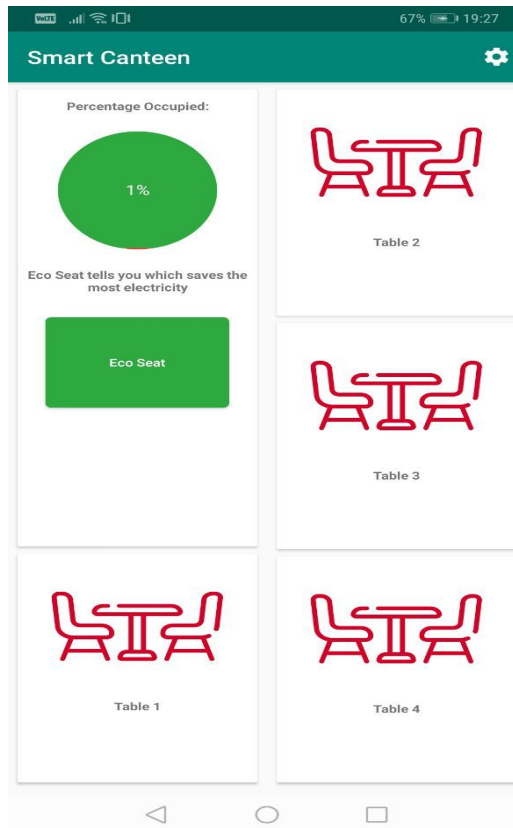 VoLTE 67% 19:27
Smart Canteen
Percentage Occupied:
1%
Eco Seat tells you which saves the
most electricity
Eco Seat
Table 2
Table 3
Table 1
Table 4